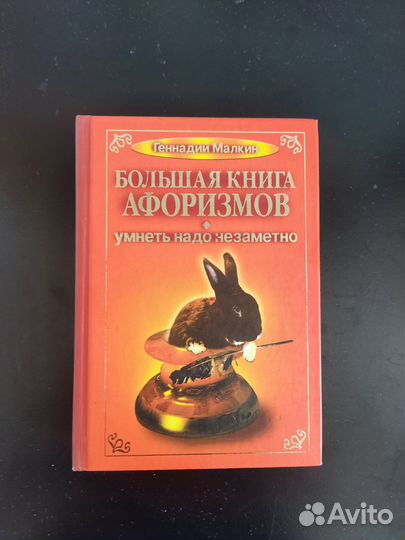 Геннадий Малкин
БОЛЬШАЯ КНИГА
АФОРИЗМОВ
умнеть надо незаметно
Avito